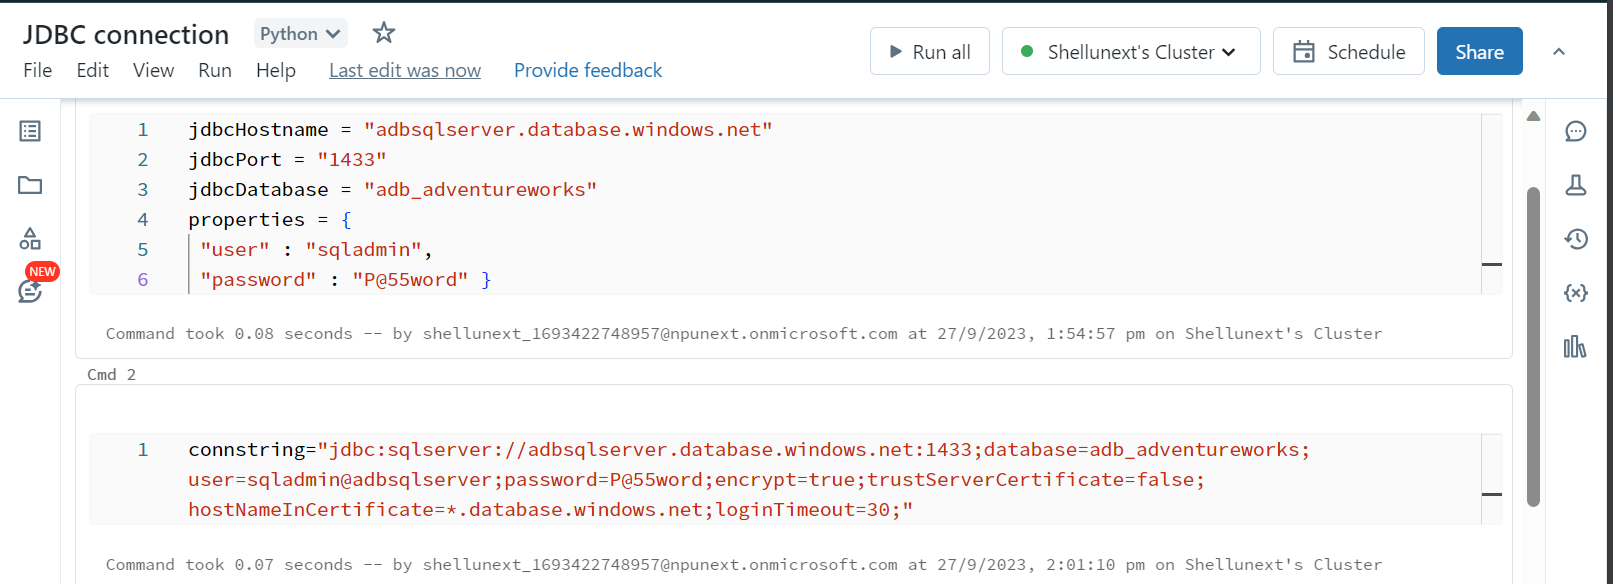 JDBC connection Python
File Edit View Run Help Last edit was now Provide feedback
Run all Shellunext's Cluster Schedule Share
NEW
1 jdbcHostname = "adbsqlserver.database.windows.net"
2 jdbcPort = "1433"
3 jdbcDatabase = "adb_adventureworks"
4 properties = {
5 "user" : "sqladmin",
6 "password" : "P@55word" }
Command took 0.08 seconds -- by shellunext_1693422748957@npunext.onmicrosoft.com at 27/9/2023, 1:54:57 pm on Shellunext's Cluster
Cmd 2
1 connstring="jdbc:sqlserver://adbsqlserver.database.windows.net:1433;database=adb_adventureworks;
user=sqladmin@adbsqlserver;password=P@55word;encrypt=true;trustServerCertificate=false;
hostNameInCertificate=*.database.windows.net;loginTimeout=30;"
Command took 0.07 seconds -- by shellunext_1693422748957@npunext.onmicrosoft.com at 27/9/2023, 2:01:10 pm on Shellunext's Cluster